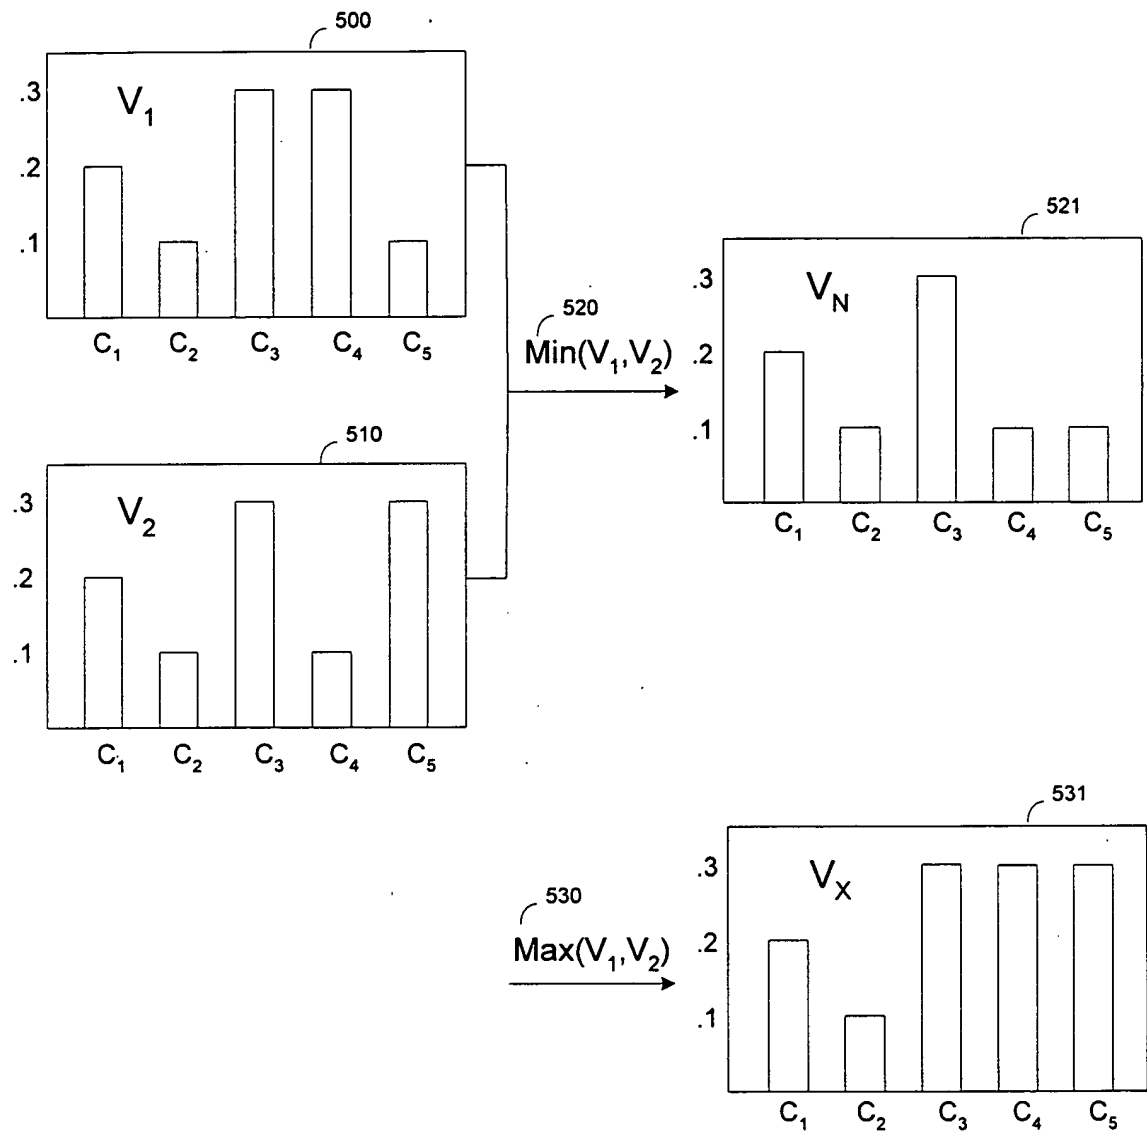 500
.3
V₁
.2
.1
C₁ C₂ C₃ C₄ C₅
510
.3
V₂
.2
.1
C₁ C₂ C₃ C₄ C₅
520
Min(V₁,V₂)
521
.3
V_N
.2
.1
C₁ C₂ C₃ C₄ C₅
530
Max(V₁,V₂)
531
.3
V_X
.2
.1
C₁ C₂ C₃ C₄ C₅